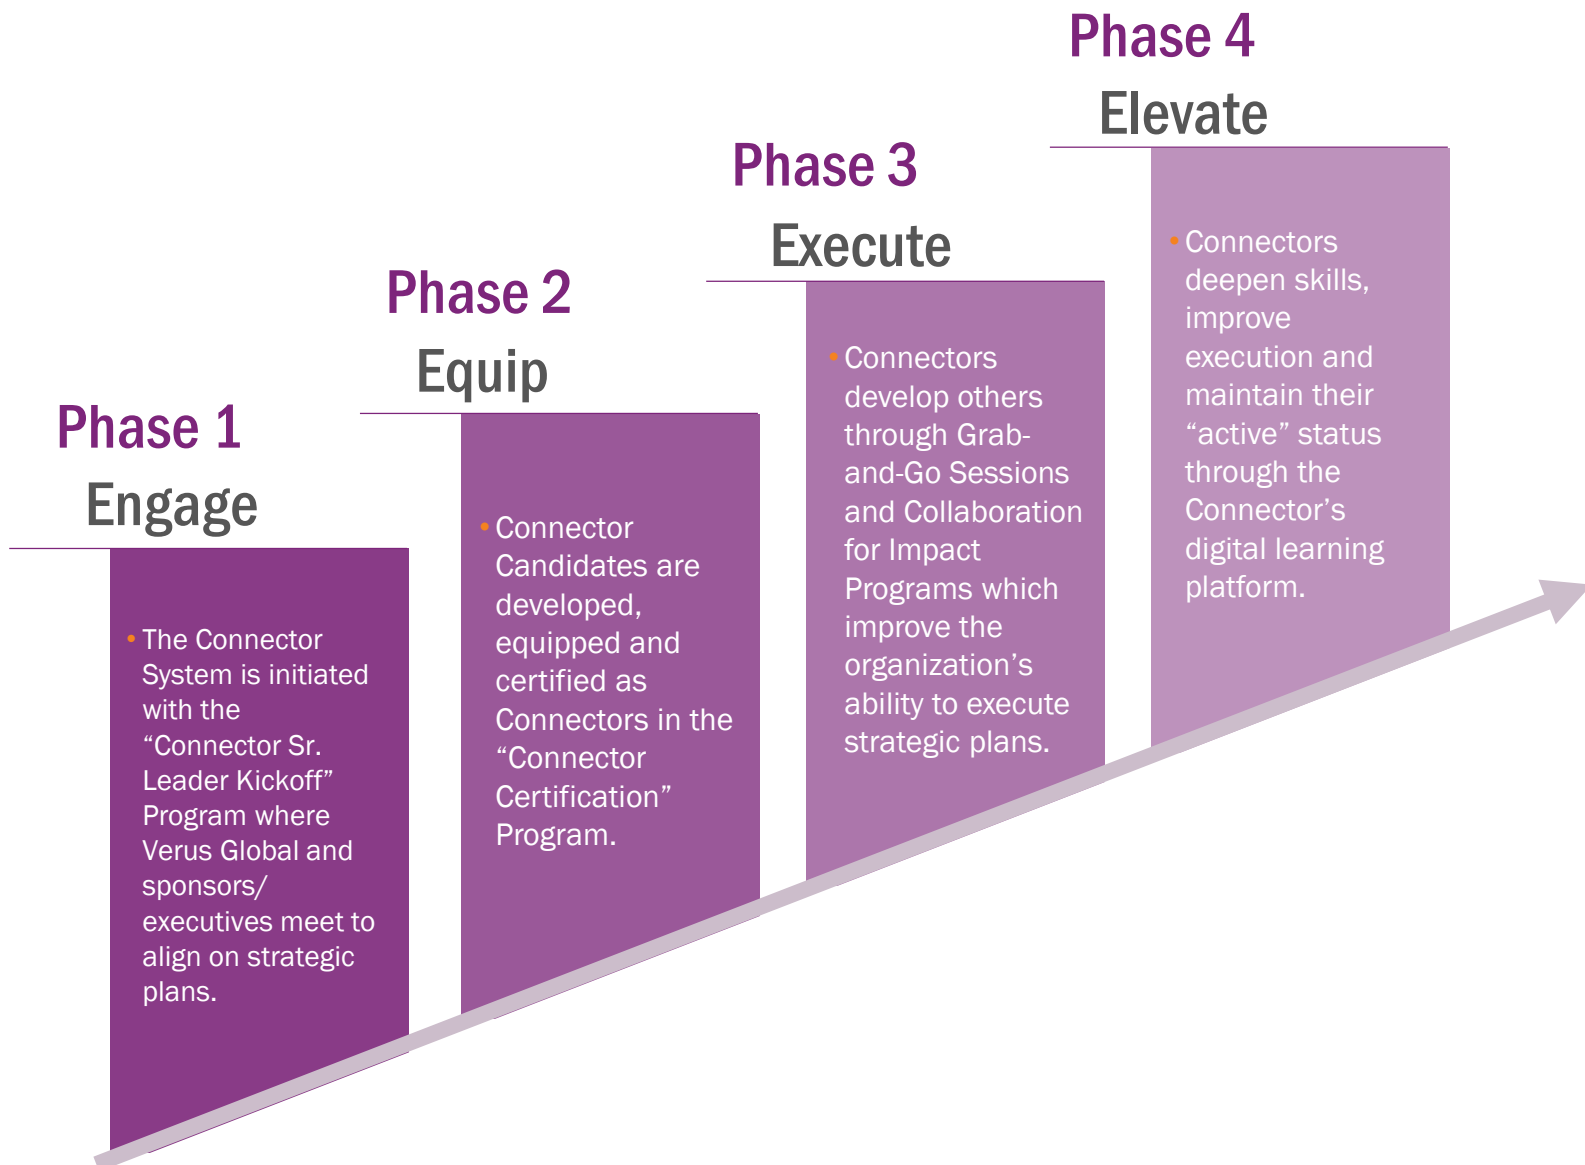 Phase 1
Engage
• The Connector
System is initiated
with the
“Connector Sr.
Leader Kickoff”
Program where
Verus Global and
sponsors/
executives meet to
align on strategic
plans.
Phase 2
Equip
• Connector
Candidates are
developed,
equipped and
certified as
Connectors in the
“Connector
Certification”
Program.
Phase 3
Execute
• Connectors
develop others
through Grab-
and-Go Sessions
and Collaboration
for Impact
Programs which
improve the
organization’s
ability to execute
strategic plans.
Phase 4
Elevate
• Connectors
deepen skills,
improve
execution and
maintain their
“active” status
through the
Connector’s
digital learning
platform.